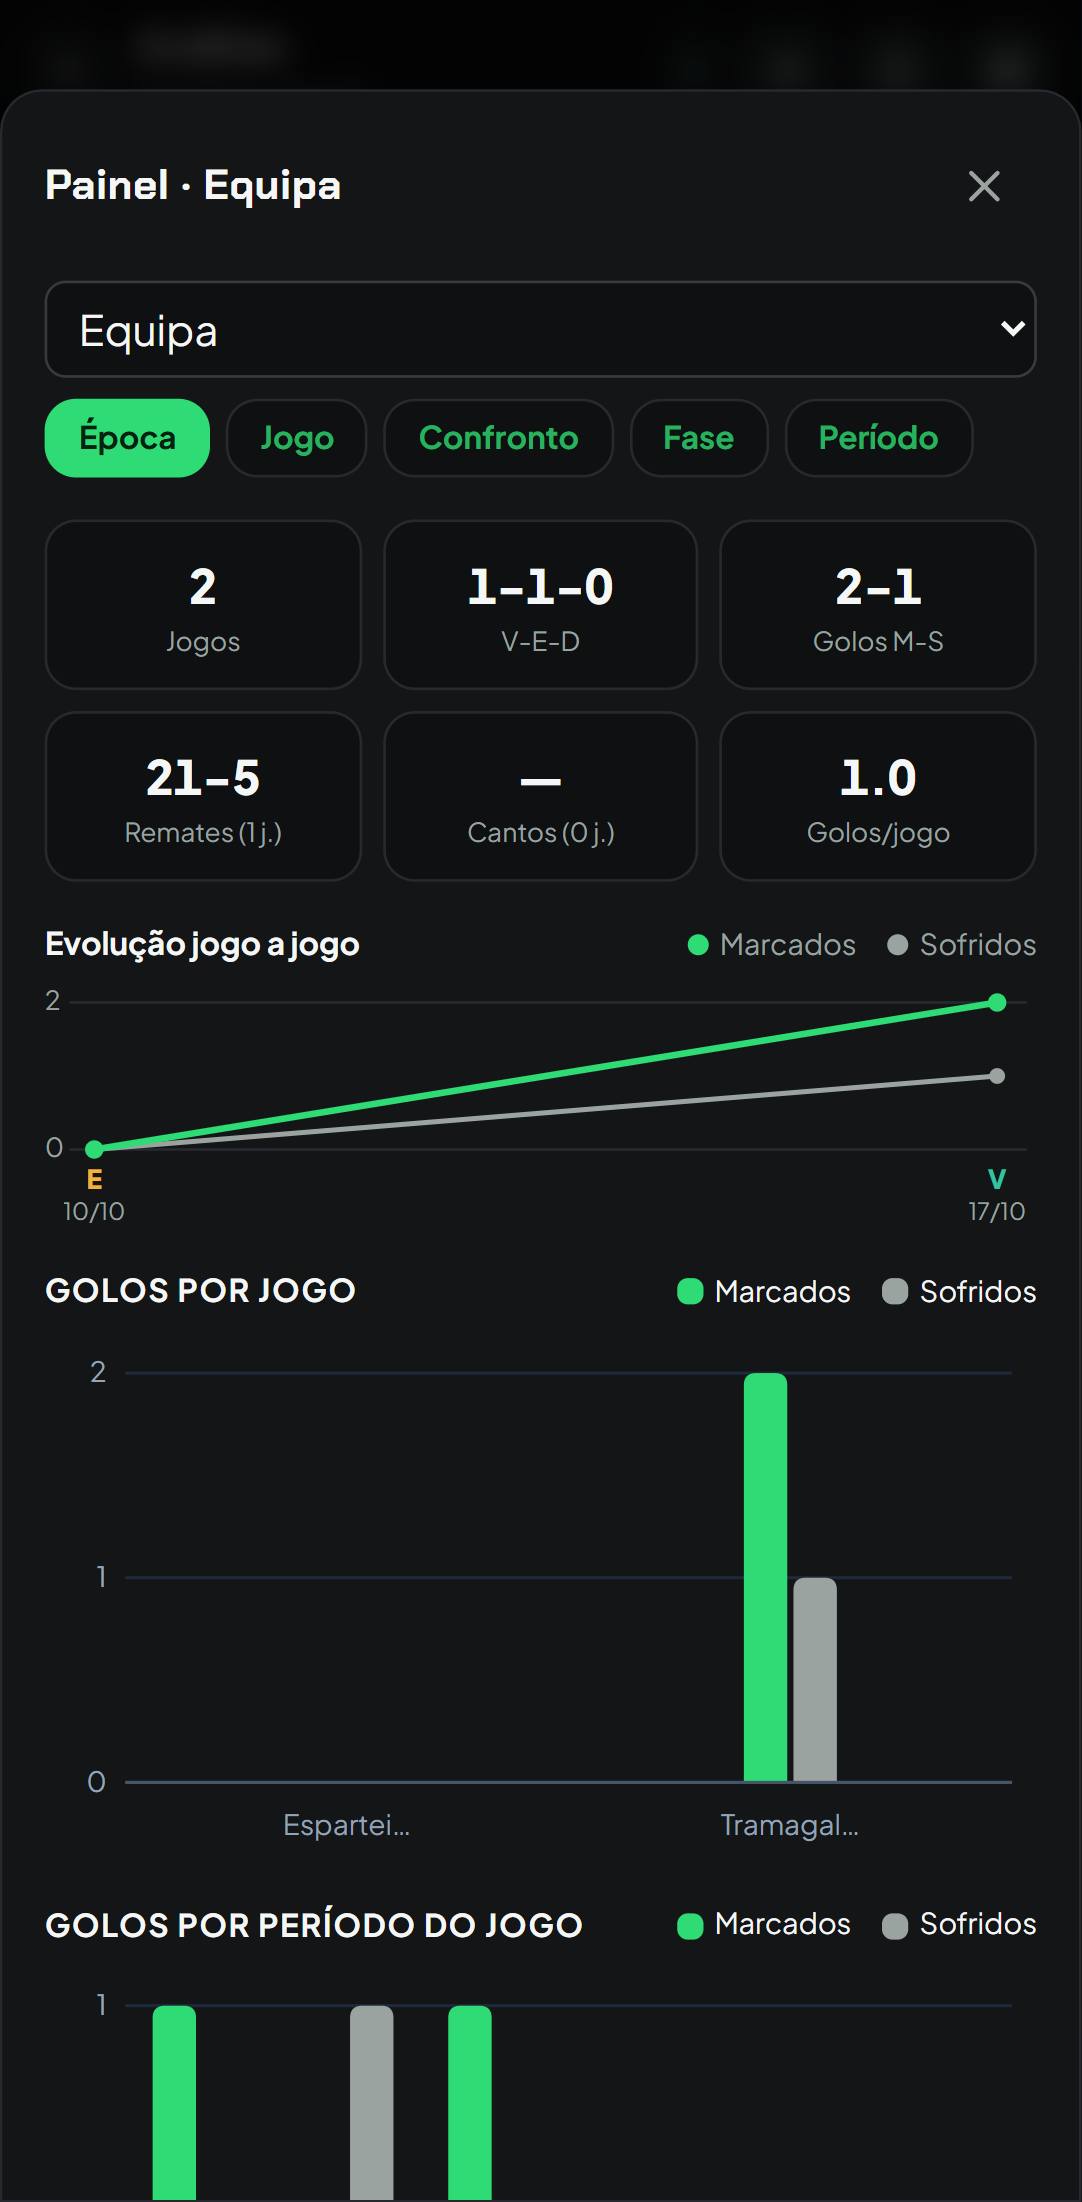 Painel · Equipa
Equipa
Época Jogo Confronto Fase Período
2 1-1-0 2-1
Jogos V-E-D Golos M-S
21-5 — 1.0
Remates (1 j.) Cantos (0 j.) Golos/jogo
Evolução jogo a jogo Marcados Sofridos
2
0
E V
10/10 17/10
GOLOS POR JOGO Marcados Sofridos
2
1
0
Espartei... Tramagal...
GOLOS POR PERÍODO DO JOGO Marcados Sofridos
1